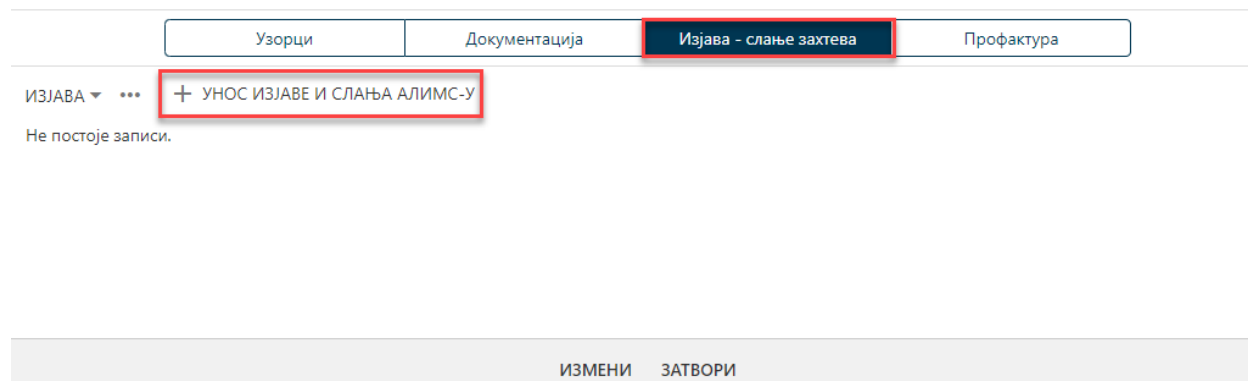 Узорци Документација Изјава - слање захтева Профактура
ИЗЈАВА ••• + УНОС ИЗЈАВЕ И СЛАЊА АЛИМС-У
Не постоје записи.
ИЗМЕНИ ЗАТВОРИ